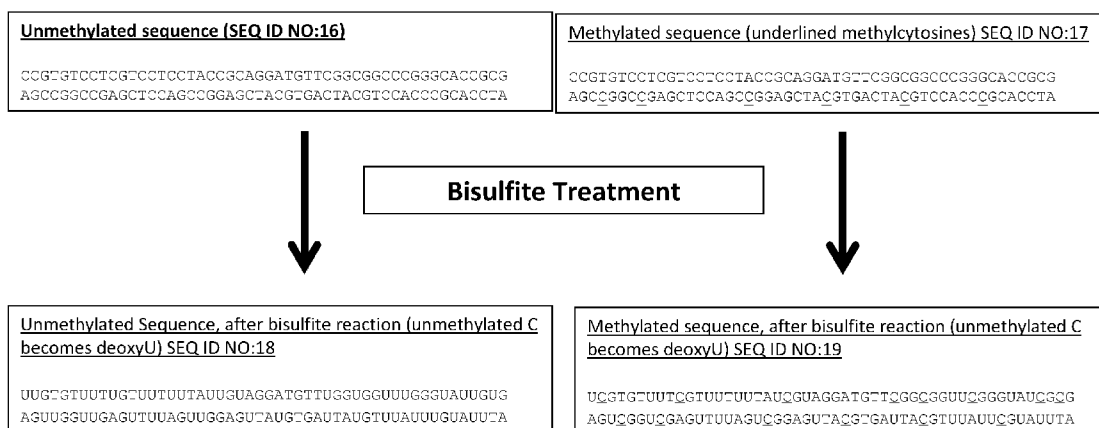 Unmethylated sequence (SEQ ID NO:16)
CCGTGTCCTCGTCCTCCTACCGCAGGATGTTCGGCGGCCCGGGCACCGCG
AGCCGGCCGAGCTCCAGCCGGAGCTACGTGACTACGTCCACCCGCACCTA
Methylated sequence (underlined methylcytosines) SEQ ID NO:17
CCGTGTCCTCGTCCTCCTACCGCAGGATGTTCGGCGGCCCGGGCACCGCG
AGCCGGCCGAGCTCCAGCCGGAGCTACGTGACTACGTCCACCCGCACCTA
Bisulfite Treatment
Unmethylated Sequence, after bisulfite reaction (unmethylated C
becomes deoxyU) SEQ ID NO:18
UUGTGTUUTUGTUUTUUTAUUGUAGGATGTTUGGUGGUUUGGGUAUUGUG
AGUUGGUUGAGUTUUAGUUGGAGUTAUGTGAUTAUGTUUAUUUGUAUUTA
Methylated sequence, after bisulfite reaction (unmethylated C
becomes deoxyU) SEQ ID NO:19
UCGTGTUUTCGTUUTUUTAUCGUAGGATGTTCGGCGGUUCGGGUAUCGCG
AGUCGGUCGAGUTUUAGUCGGAGUTACGTGAUTACGTUUAUUCGUAUUTA